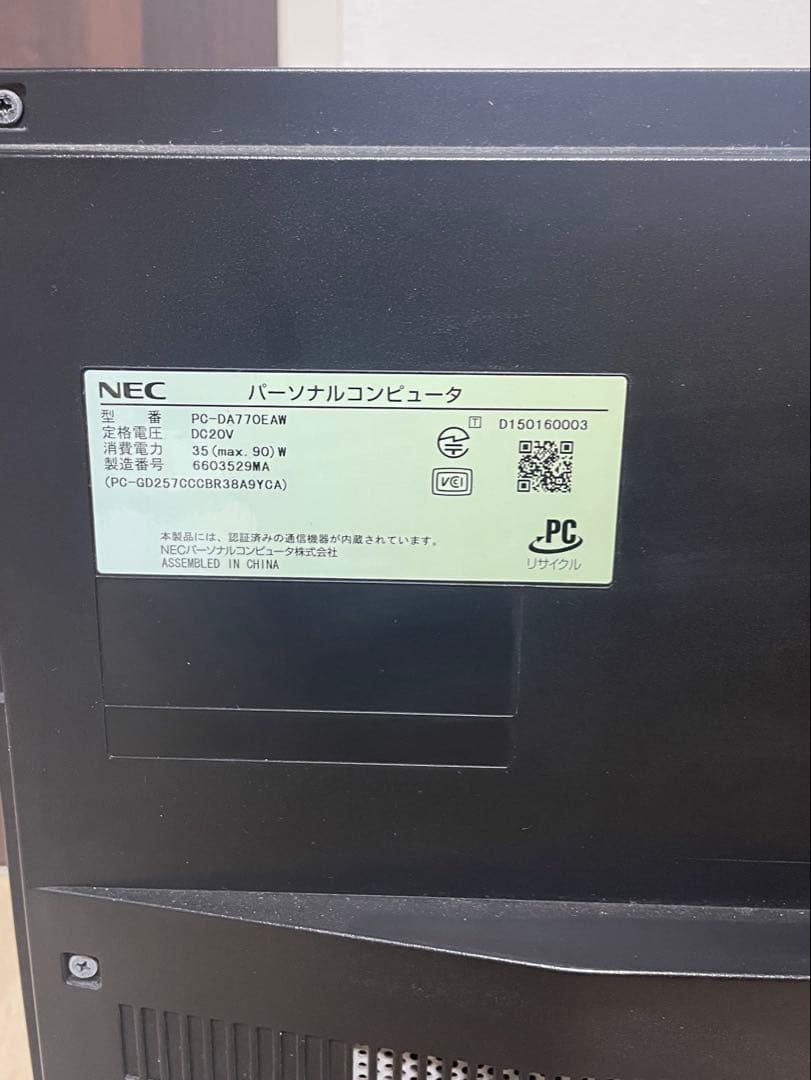 NEC パーソナルコンピュータ
型番 PC-DA770EAW
定格電圧 DC20V
消費電力 35(max.90)W
製造番号 6603529MA
(PC-GD257CCCBR38A9YCA)
T D150160003
VCI
本製品には、認証済みの通信機器が内蔵されています。
NECパーソナルコンピュータ株式会社
ASSEMBLED IN CHINA
PC
リサイクル